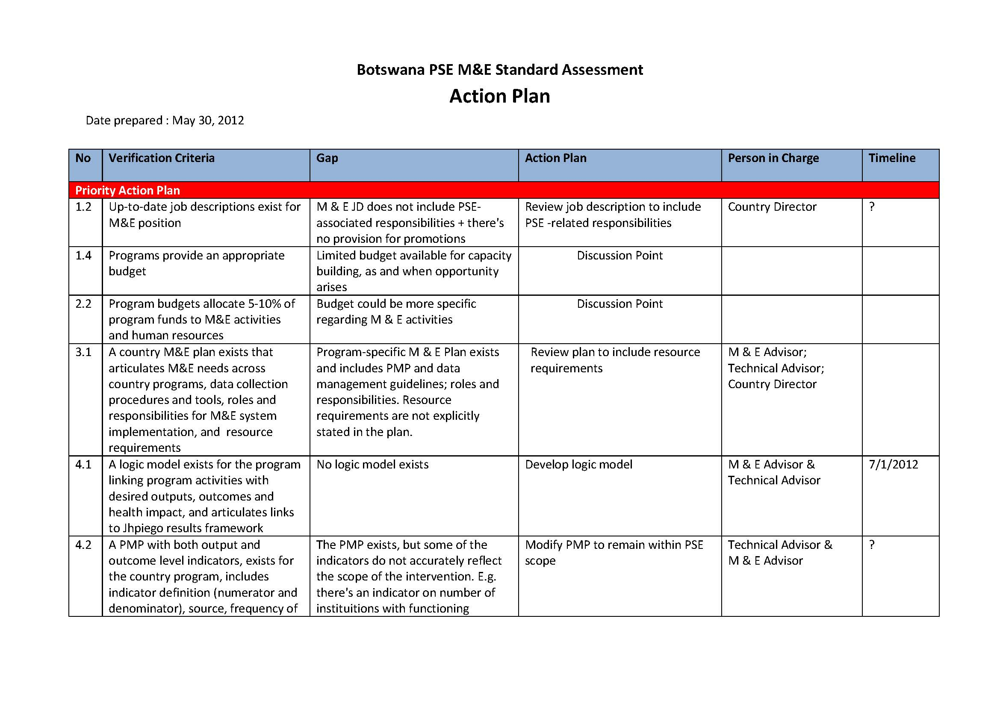 Botswana PSE M&E Standard Assessment
Action Plan
Date prepared : May 30, 2012
No
Verification Criteria
Gap
Action Plan
Person in Charge
Timeline
Priority Action Plan
1.2
Up-to-date job descriptions exist for
M&E position
M & E JD does not include PSE-
associated responsibilities + there's
no provision for promotions
Review job description to include
PSE -related responsibilities
Country Director
?
1.4
Programs provide an appropriate
budget
Limited budget available for capacity
building, as and when opportunity
arises
Discussion Point
2.2
Program budgets allocate 5-10% of
program funds to M&E activities
and human resources
Budget could be more specific
regarding M & E activities
Discussion Point
3.1
A country M&E plan exists that
articulates M&E needs across
country programs, data collection
procedures and tools, roles and
responsibilities for M&E system
implementation, and  resource
requirements
Program-specific M & E Plan exists
and includes PMP and data
management guidelines; roles and
responsibilities. Resource
requirements are not explicitly
stated in the plan.
Review plan to include resource
requirements
M & E Advisor;
Technical Advisor;
Country Director
4.1
A logic model exists for the program
linking program activities with
desired outputs, outcomes and
health impact, and articulates links
to Jhpiego results framework
No logic model exists
Develop logic model
M & E Advisor &
Technical Advisor
7/1/2012
4.2
A PMP with both output and
outcome level indicators, exists for
the country program, includes
indicator definition (numerator and
denominator), source, frequency of
The PMP exists, but some of the
indicators do not accurately reflect
the scope of the intervention. E.g.
there's an indicator on number of
instituitions with functioning
Modify PMP to remain within PSE
scope
Technical Advisor &
M & E Advisor
?